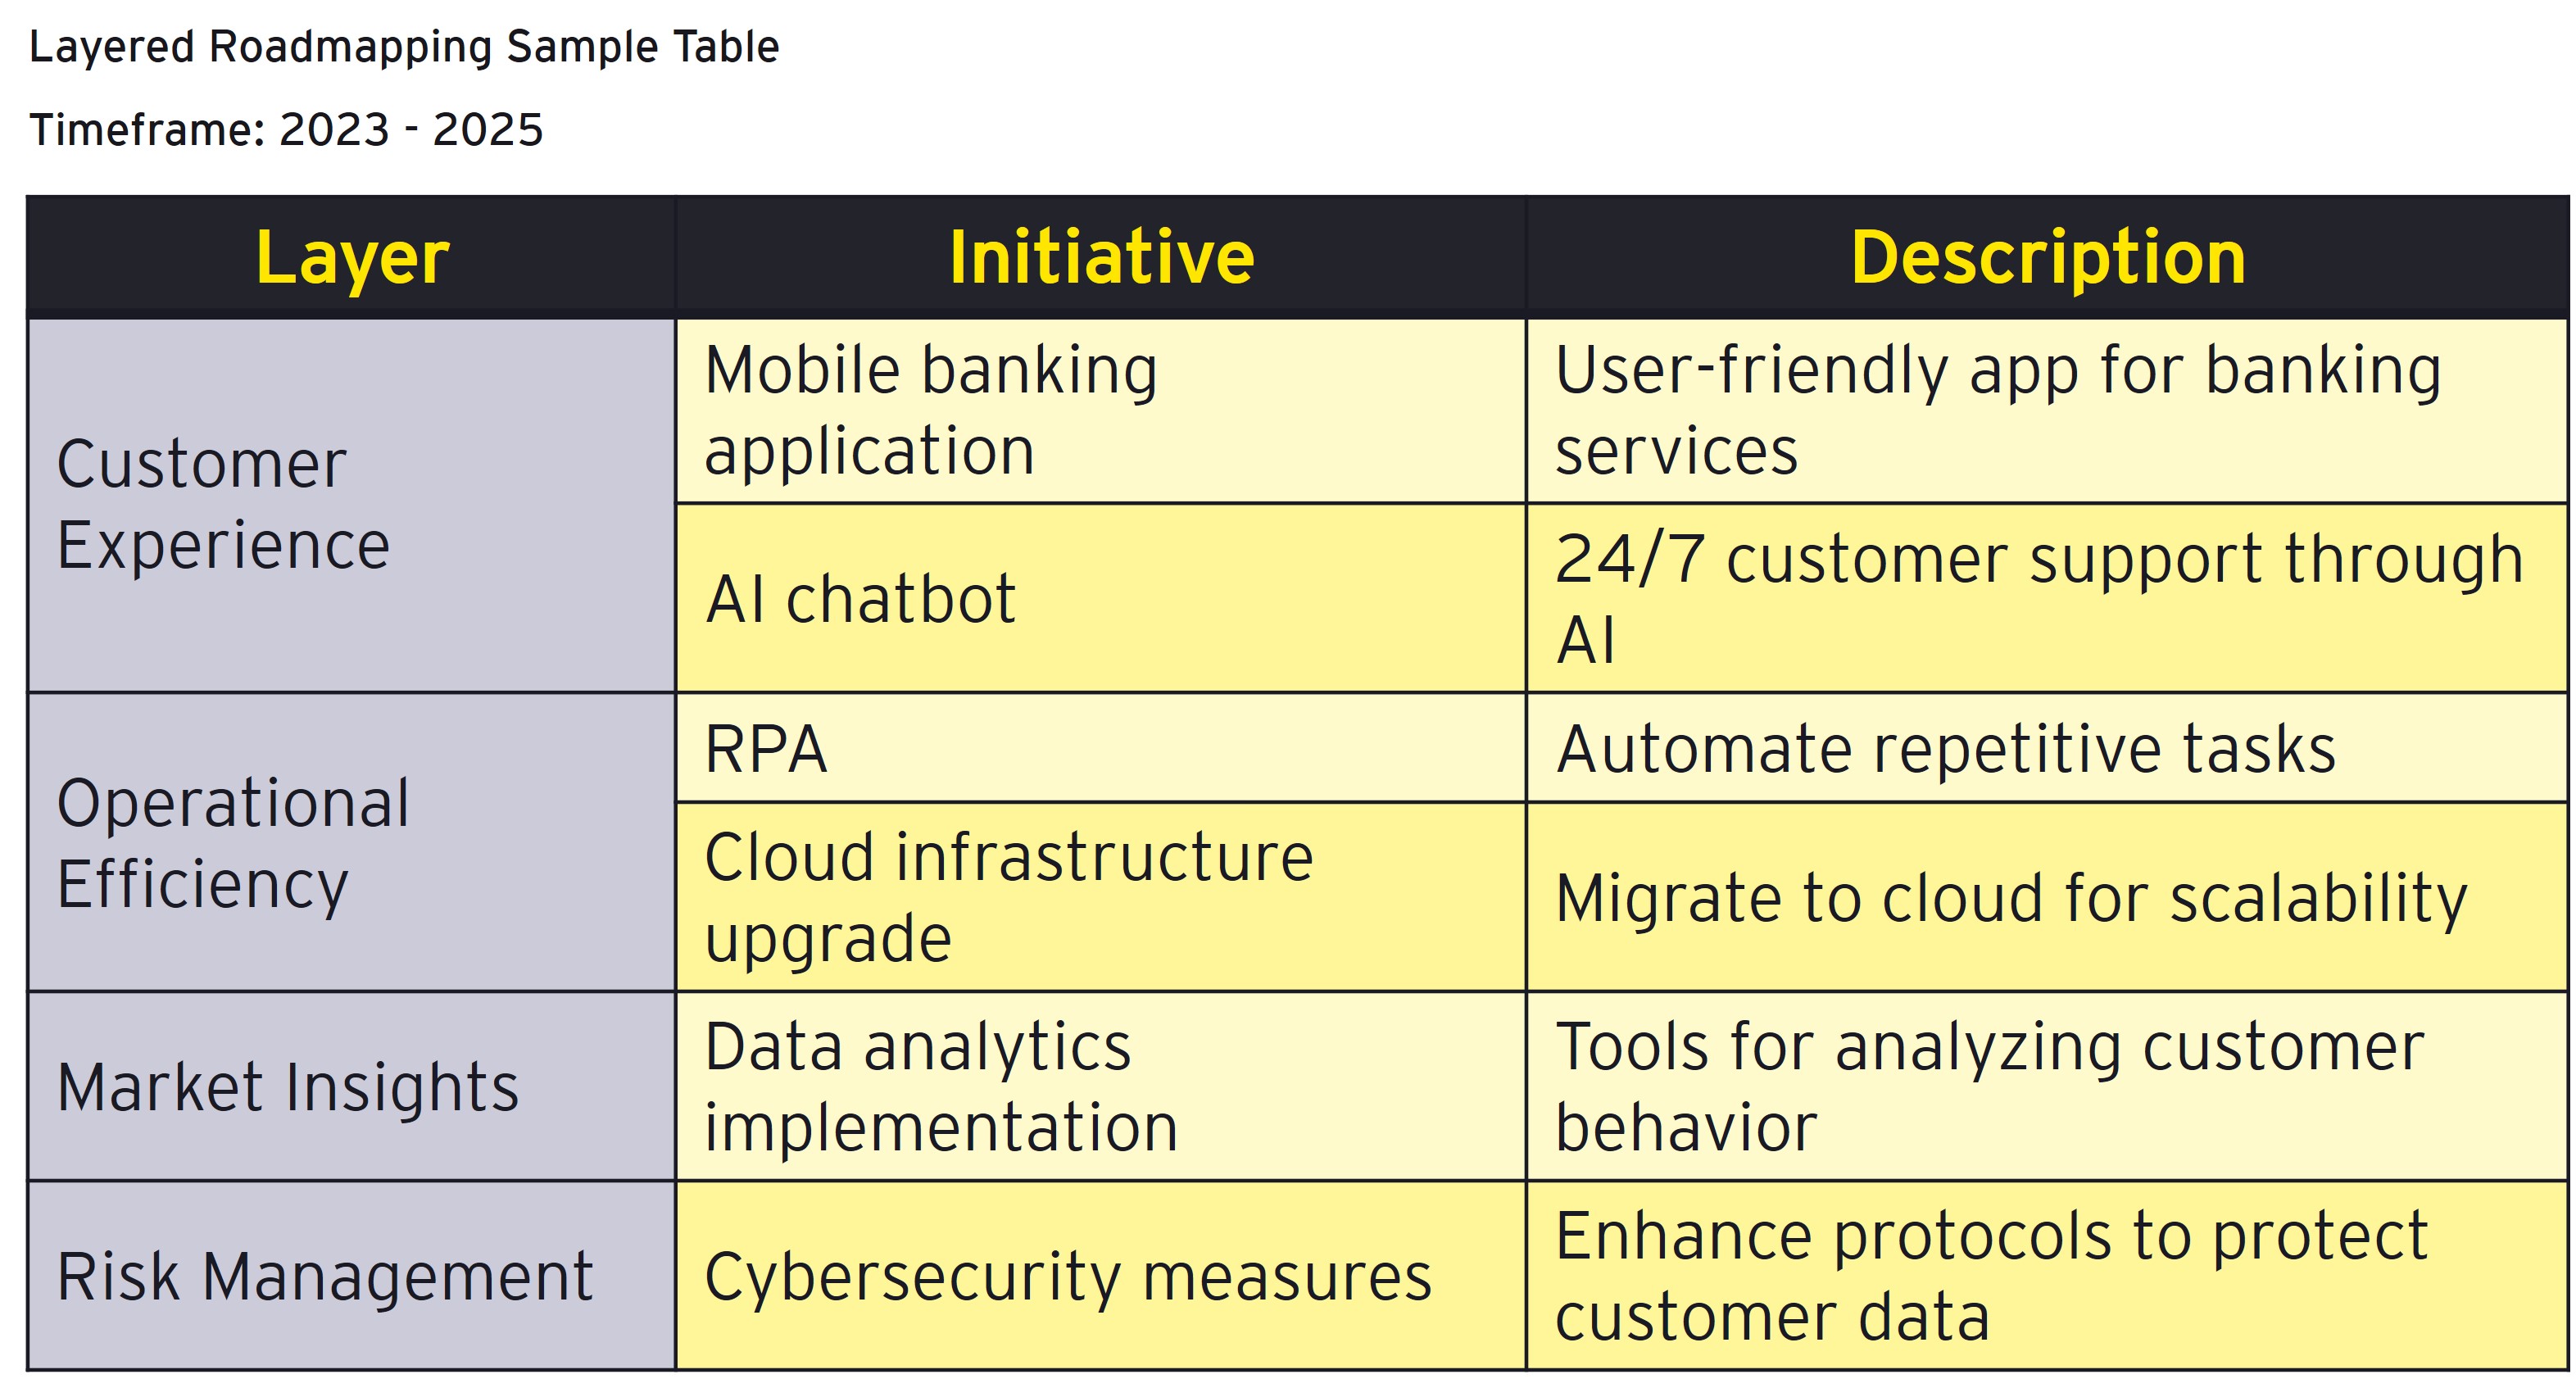 Layered Roadmapping Sample Table
Timeframe: 2023 - 2025
Layer Initiative Description
Customer
Experience
Mobile banking
application
User-friendly app for banking
services
AI chatbot
24/7 customer support through
AI
Operational
Efficiency
RPA
Automate repetitive tasks
Cloud infrastructure
upgrade
Migrate to cloud for scalability
Market Insights
Data analytics
implementation
Tools for analyzing customer
behavior
Risk Management
Cybersecurity measures
Enhance protocols to protect
customer data